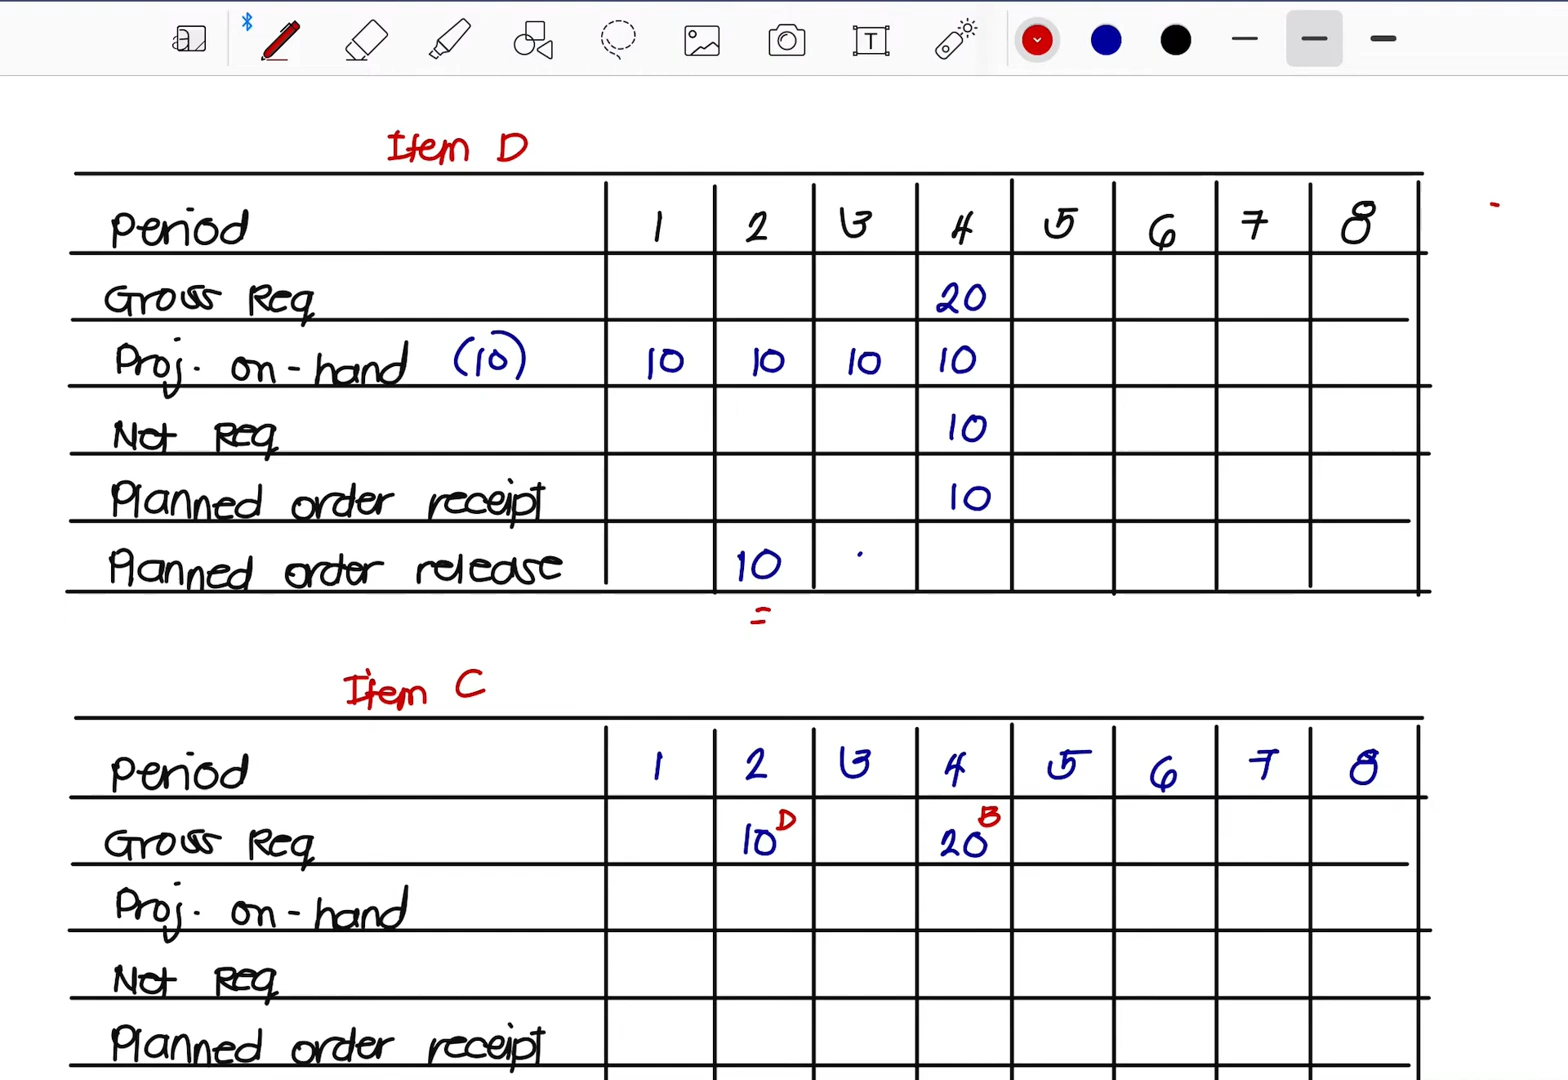 Item D
Period 1 2 3 4 5 6 7 8
Gross Req 20
Proj. on-hand (10) 10 10 10 10
Net Req 10
Planned order receipt 10
Planned order release 10
=
Item C
Period 1 2 3 4 5 6 7 8
Gross Req 10 D 20 B
Proj. on-hand
Net Req
Planned order receipt